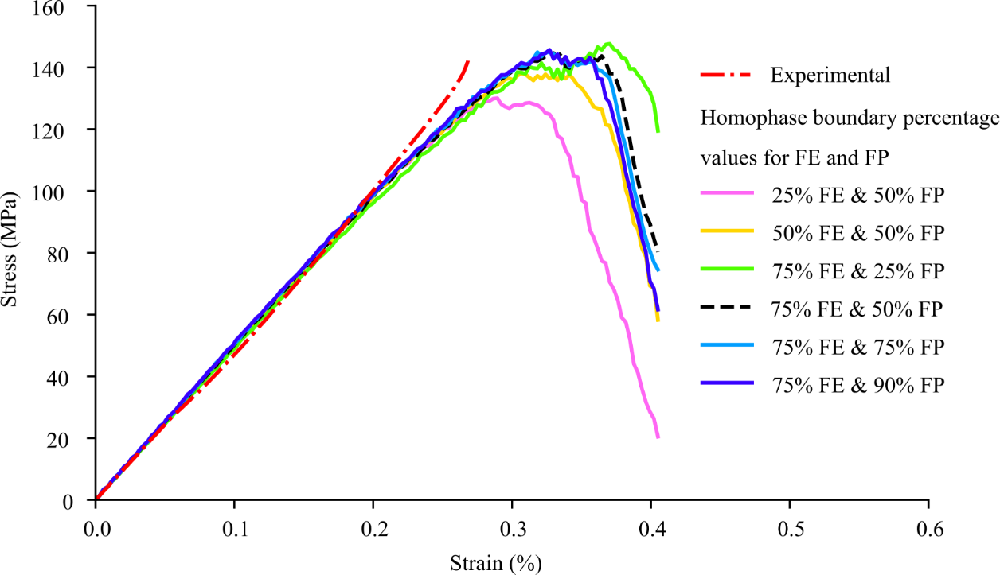 160
140
120
100
80
60
40
20
0
Stress (MPa)
0.0 0.1 0.2 0.3 0.4 0.5 0.6
Strain (%)
Experimental
Homophase boundary percentage
values for FE and FP
25% FE & 50% FP
50% FE & 50% FP
75% FE & 25% FP
75% FE & 50% FP
75% FE & 75% FP
75% FE & 90% FP